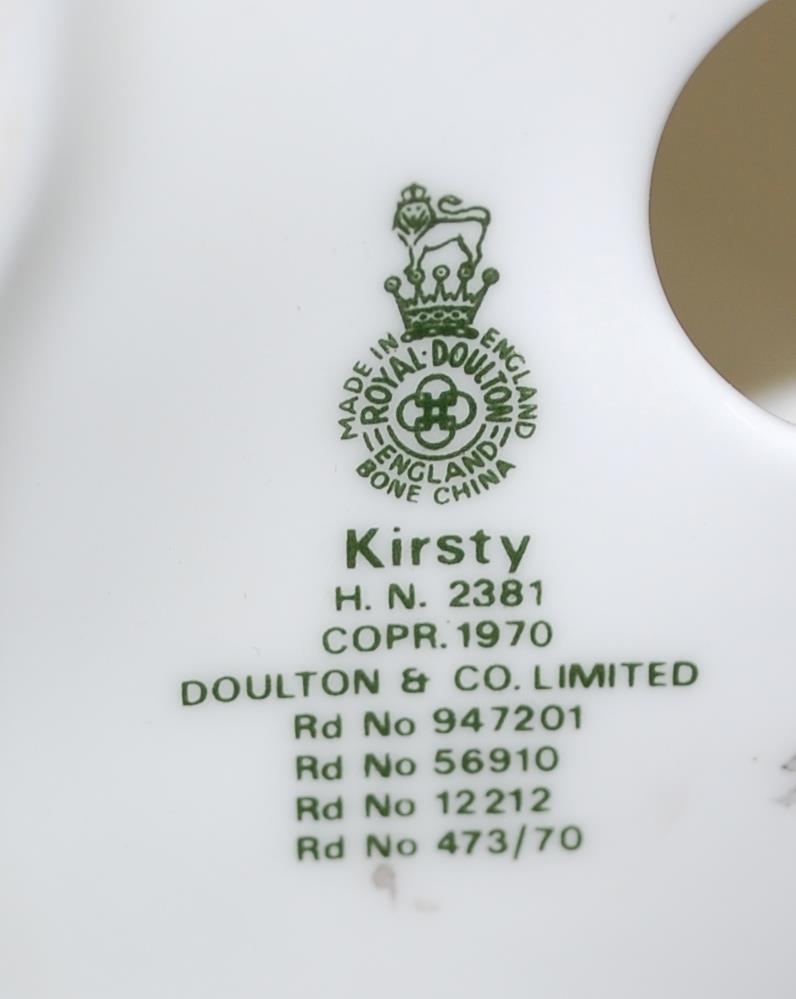 MADE IN ENGLAND
ROYAL·DOULTON
ENGLAND
BONE CHINA
Kirsty
H. N. 2381
COPR. 1970
DOULTON & CO. LIMITED
Rd No 947201
Rd No 56910
Rd No 12212
Rd No 473/70